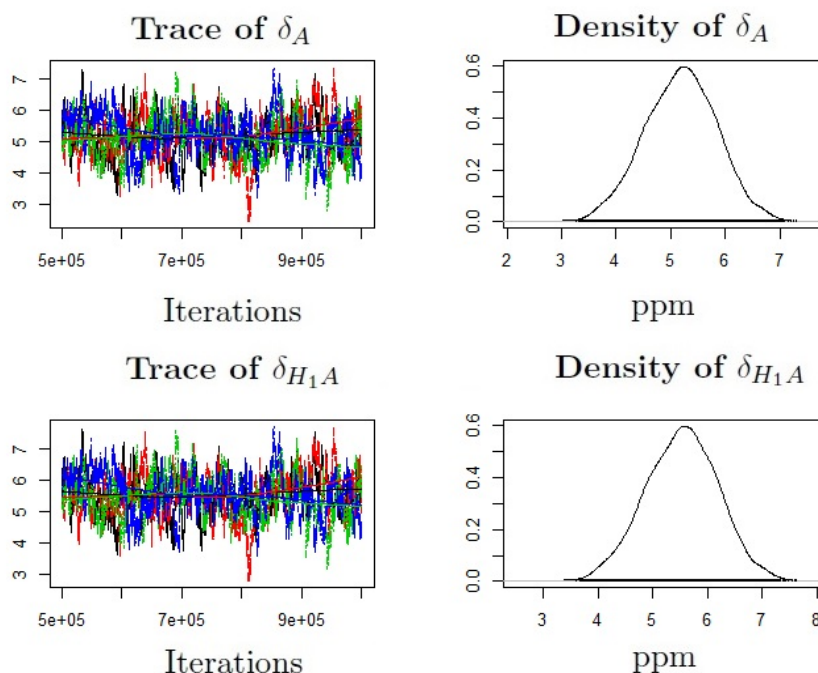 Trace of δ_A
Density of δ_A
7
6
5
4
3
5e+05 7e+05 9e+05
Iterations
0.6
0.4
0.2
0.0
2 3 4 5 6 7
ppm
Trace of δ_{H_1A}
Density of δ_{H_1A}
7
6
5
4
3
5e+05 7e+05 9e+05
Iterations
0.6
0.4
0.2
0.0
3 4 5 6 7 8
ppm